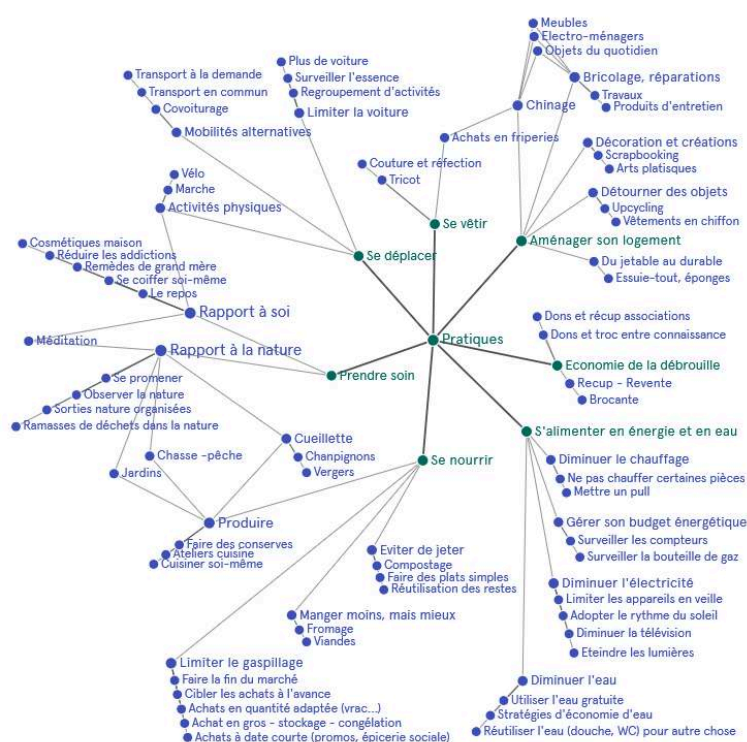 Meubles
Electro-ménagers
Objets du quotidien
Plus de voiture
Surveiller l'essence
Regroupement d'activités
Limiter la voiture
Transport à la demande
Transport en commun
Covoiturage
Mobilités alternatives
Bricolage, réparations
Travaux
Produits d'entretien
Chinage
Achats en friperies
Couture et réfection
Tricot
Décoration et créations
Scrapbooking
Arts platisques
Vélo
Marche
Activités physiques
Détourner des objets
Upcycling
Vêtements en chiffon
Se vêtir
Aménager son logement
Se déplacer
Du jetable au durable
Essuie-tout, éponges
Cosmétiques maison
Réduire les addictions
Remèdes de grand mère
Se coiffer soi-même
Le repos
Rapport à soi
Méditation
Rapport à la nature
Pratiques
Prendre soin
Dons et récup associations
Dons et troc entre connaissance
Economie de la débrouille
Recup - Revente
Brocante
Se promener
Observer la nature
Sorties nature organisées
Ramasses de déchets dans la nature
S'alimenter en énergie et en eau
Cueillette
Chanpignons
Vergers
Chasse -pêche
Jardins
Se nourrir
Diminuer le chauffage
Ne pas chauffer certaines pièces
Mettre un pull
Produire
Faire des conserves
Ateliers cuisine
Cuisiner soi-même
Gérer son budget énergétique
Surveiller les compteurs
Surveiller la bouteille de gaz
Eviter de jeter
Compostage
Faire des plats simples
Réutilisation des restes
Diminuer l'électricité
Limiter les appareils en veille
Adopter le rythme du soleil
Diminuer la télévision
Eteindre les lumières
Manger moins, mais mieux
Fromage
Viandes
Limiter le gaspillage
Faire la fin du marché
Cibler les achats à l'avance
Achats en quantité adaptée (vrac...)
Achat en gros - stockage - congélation
Achats à date courte (promos, épicerie sociale)
Diminuer l'eau
Utiliser l'eau gratuite
Stratégies d'économie d'eau
Réutiliser l'eau (douche, WC) pour autre chose